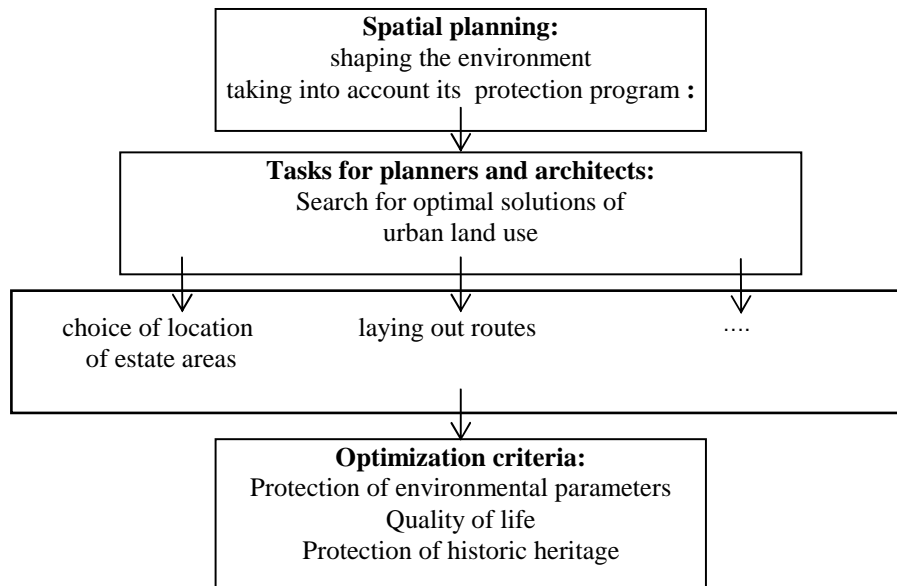 Spatial planning:
shaping the environment
taking into account its protection program :
Tasks for planners and architects:
Search for optimal solutions of
urban land use
choice of location
of estate areas
laying out routes
....
Optimization criteria:
Protection of environmental parameters
Quality of life
Protection of historic heritage